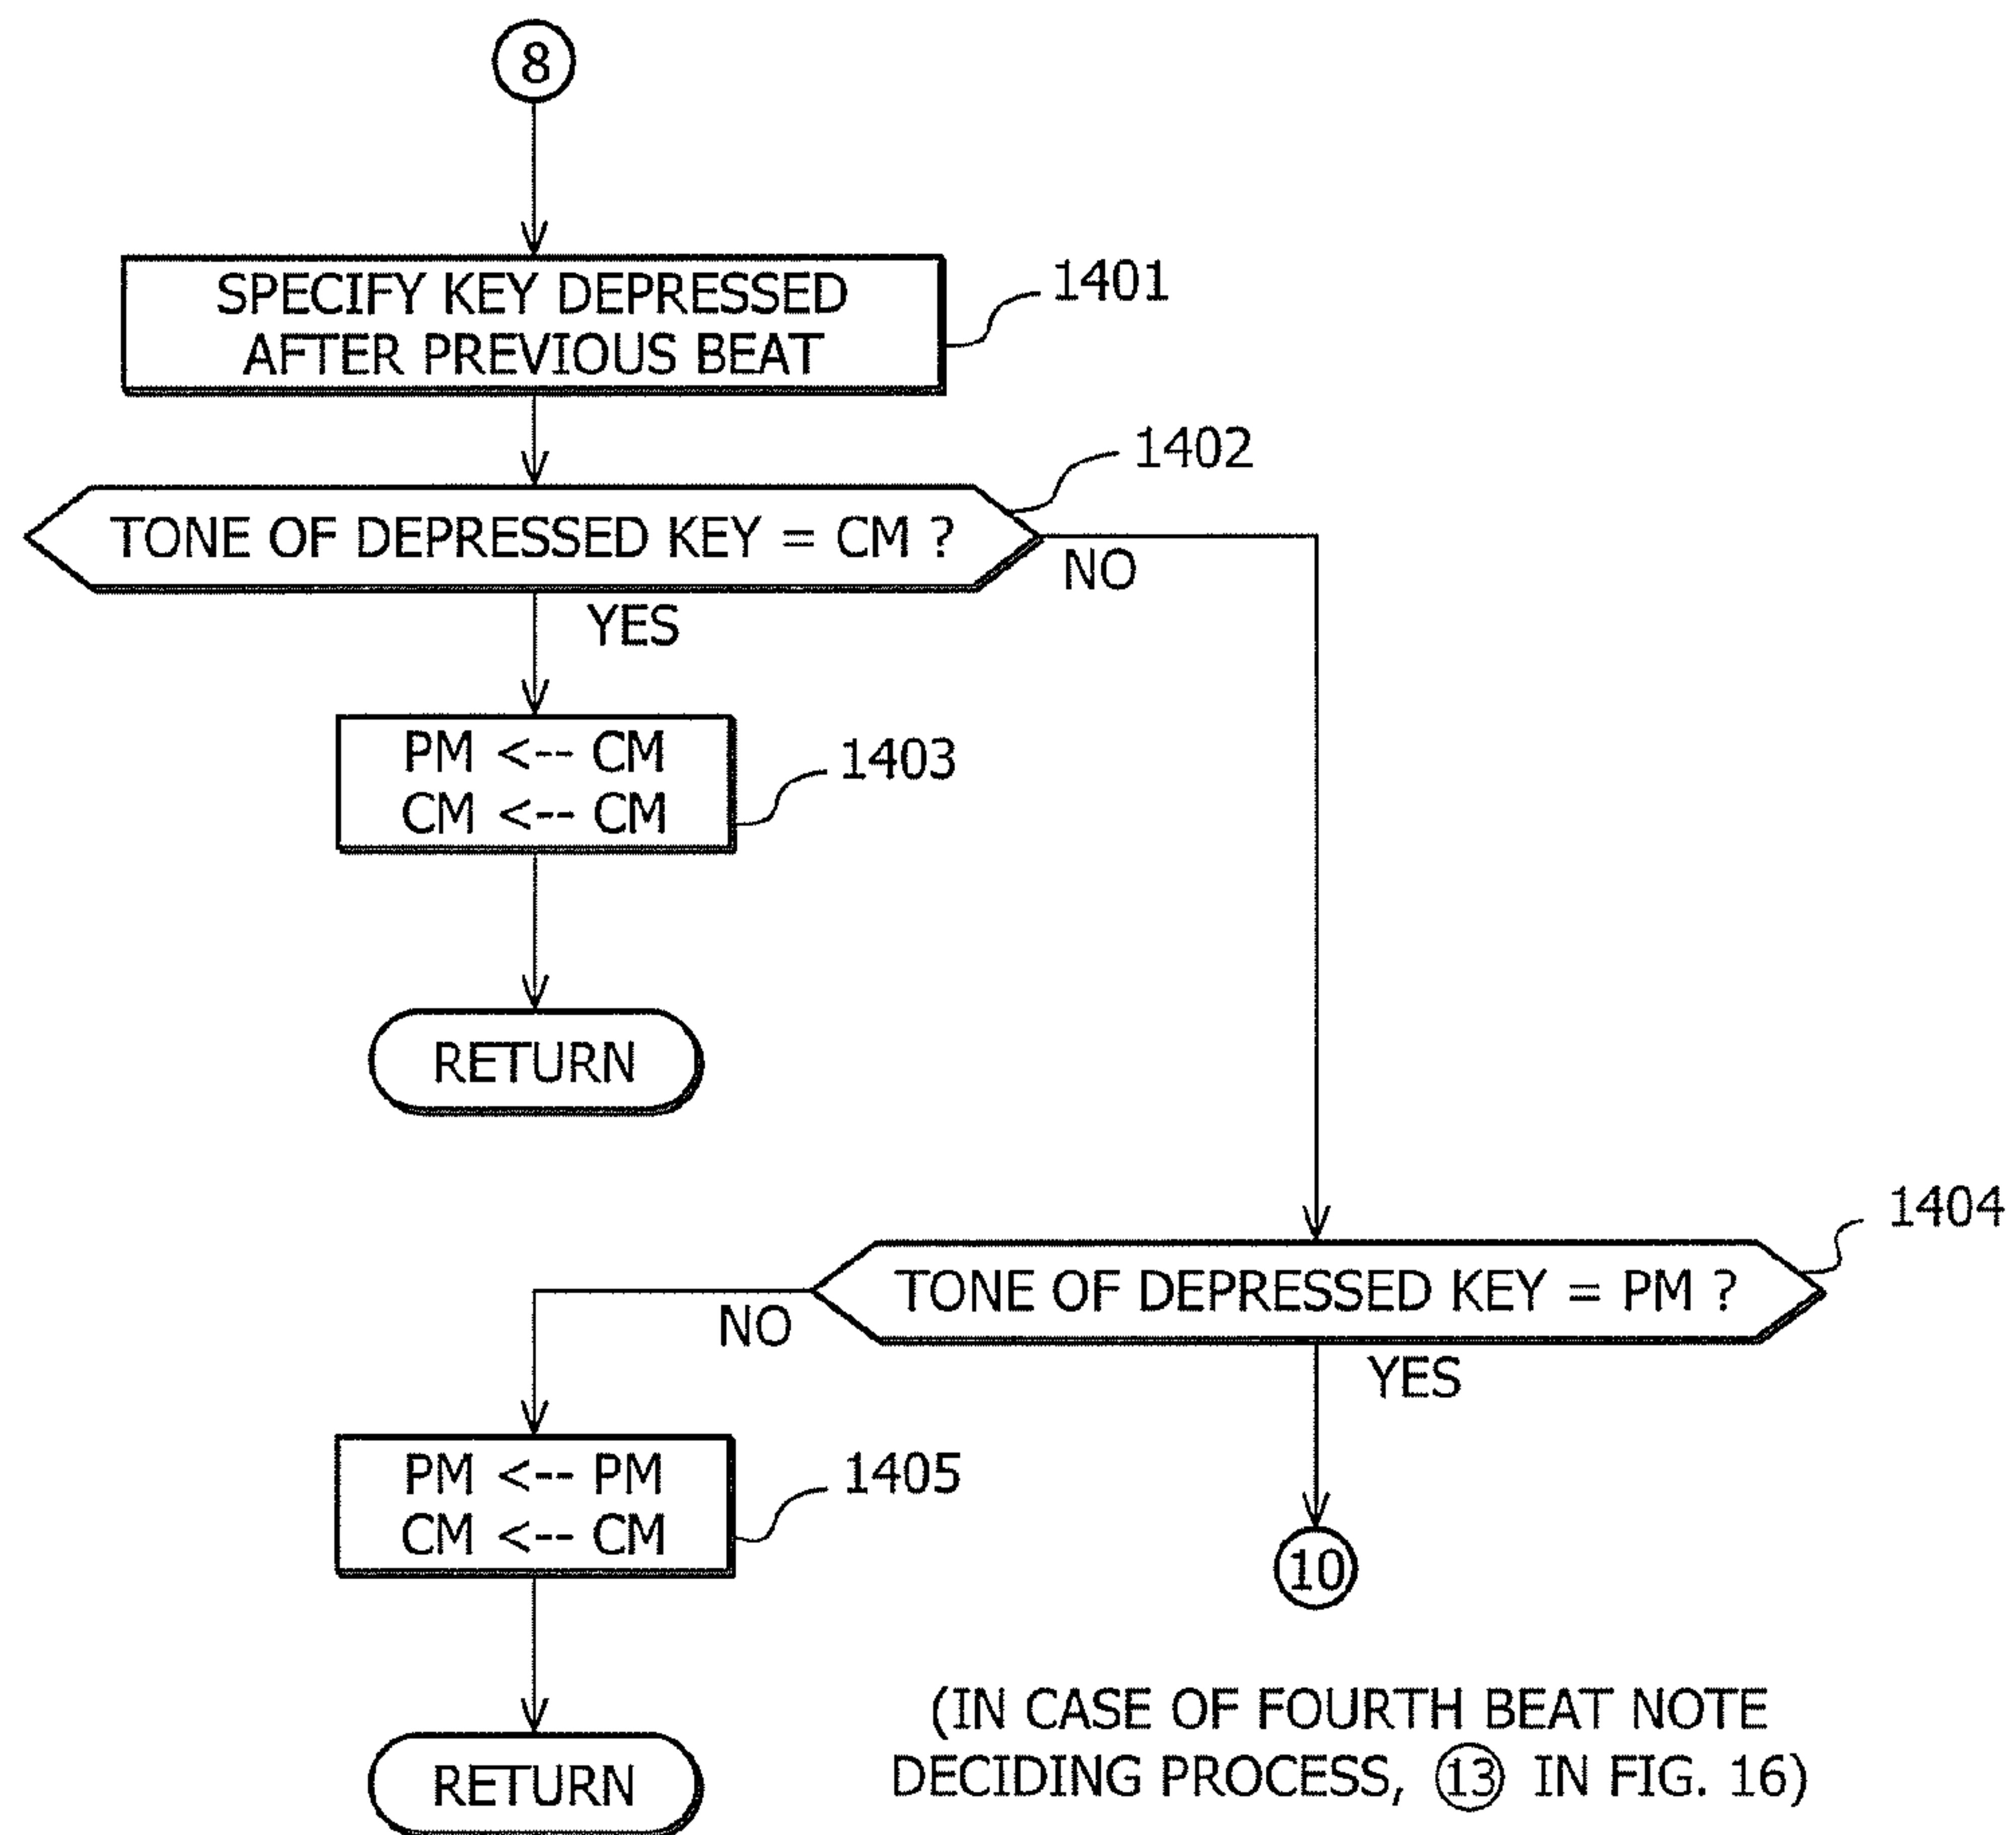 8
SPECIFY KEY DEPRESSED
AFTER PREVIOUS BEAT
1401
1402
TONE OF DEPRESSED KEY = CM ?
NO
YES
PM <-- CM
CM <-- CM
1403
RETURN
1404
TONE OF DEPRESSED KEY = PM ?
NO
YES
PM <-- PM
CM <-- CM
1405
10
RETURN
(IN CASE OF FOURTH BEAT NOTE
DECIDING PROCESS, 13 IN FIG. 16)